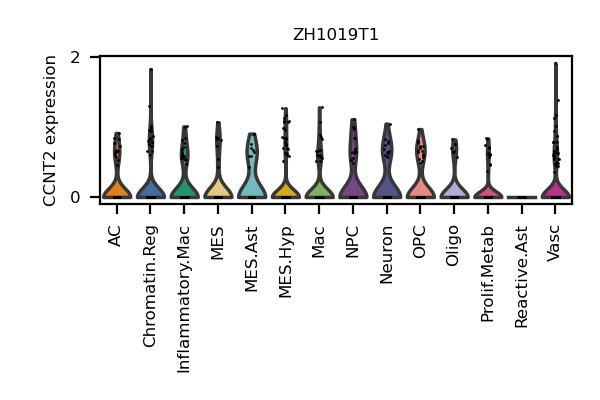 ZH1019T1
CCNT2 expression
2
0
AC
Chromatin.Reg
Inflammatory.Mac
MES
MES.Ast
MES.Hyp
Mac
NPC
Neuron
OPC
Oligo
Prolif.Metab
Reactive.Ast
Vasc